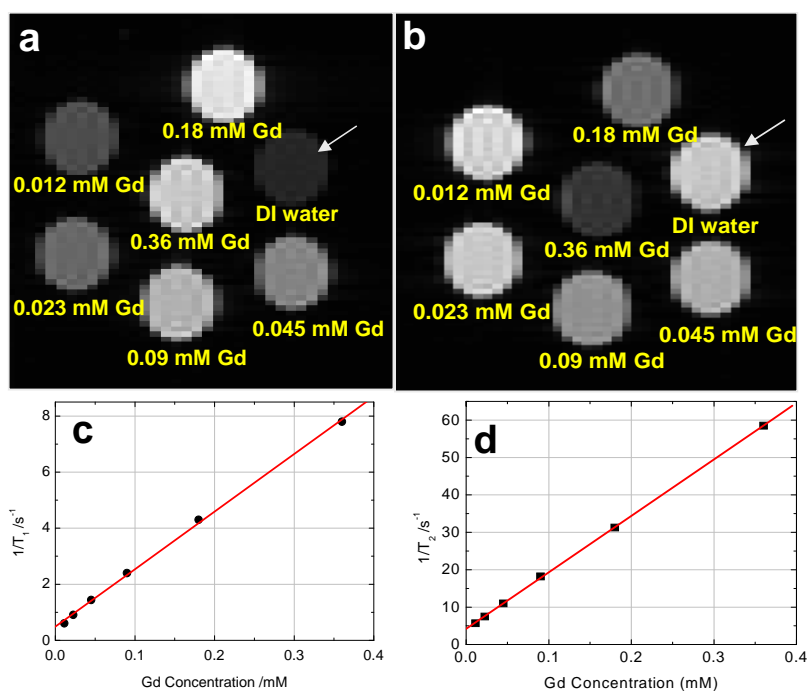 a
0.18 mM Gd
0.012 mM Gd
DI water
0.36 mM Gd
0.023 mM Gd
0.045 mM Gd
0.09 mM Gd
b
0.18 mM Gd
0.012 mM Gd
DI water
0.36 mM Gd
0.023 mM Gd
0.045 mM Gd
0.09 mM Gd
c
8
6
4
2
0
0.0 0.1 0.2 0.3 0.4
1/T₁ /s⁻¹
Gd Concentration /mM
d
60
50
40
30
20
10
0
0.0 0.1 0.2 0.3 0.4
1/T₂ /s⁻¹
Gd Concentration (mM)